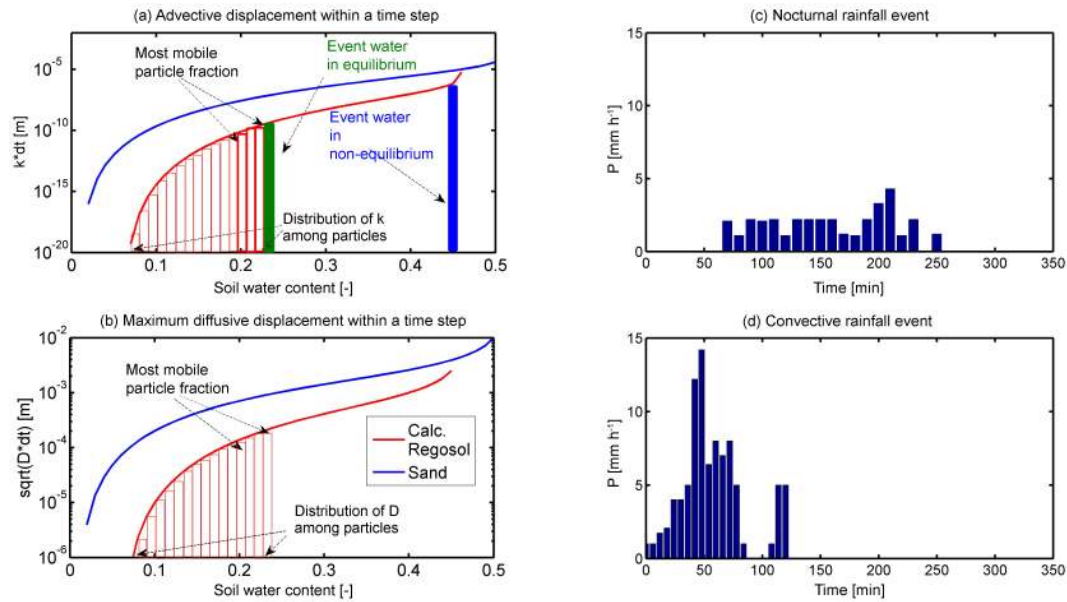 (a) Advective displacement within a time step
k*dt [m]
10^-5
10^-10
10^-15
10^-20
Most mobile
particle fraction
Event water
in equilibrium
Event water
in
non-equilibrium
Distribution of k
among particles
0 0.1 0.2 0.3 0.4 0.5
Soil water content [-]
(b) Maximum diffusive displacement within a time step
sqrt(D*dt) [m]
10^-2
10^-3
10^-4
10^-5
10^-6
Most mobile
particle fraction
Calc.
Regosol
Sand
Distribution of D
among particles
0 0.1 0.2 0.3 0.4 0.5
Soil water content [-]
(c) Nocturnal rainfall event
P [mm h⁻¹]
15
10
5
0
0 50 100 150 200 250 300 350
Time [min]
(d) Convective rainfall event
P [mm h⁻¹]
15
10
5
0
0 50 100 150 200 250 300 350
Time [min]